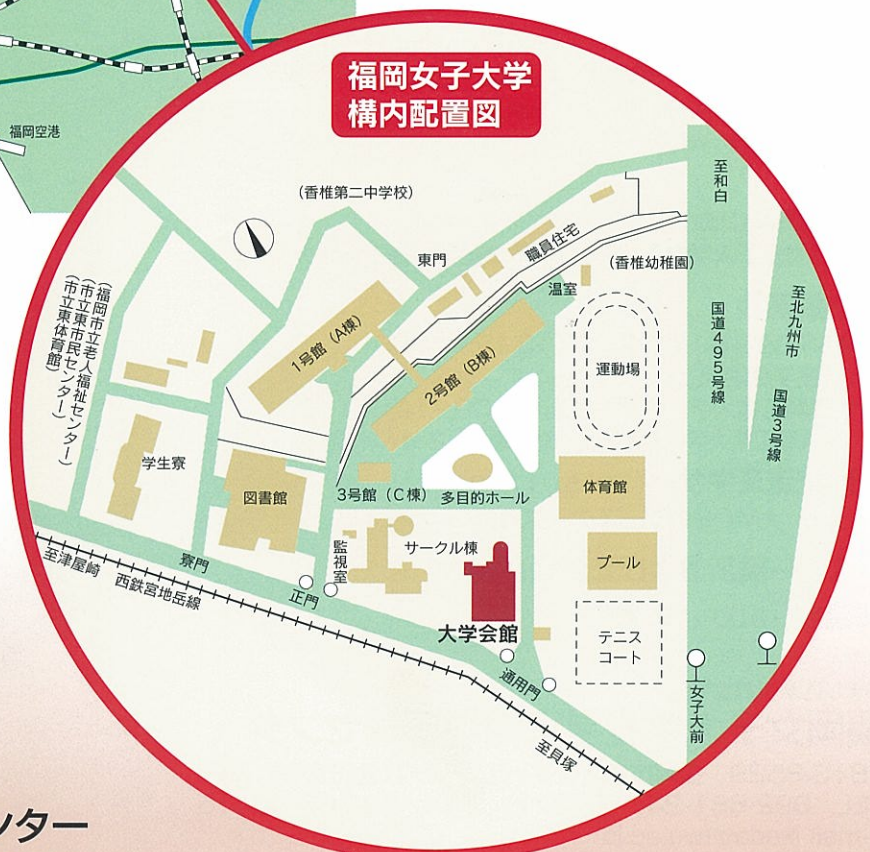 福岡空港
福岡女子大学
構内配置図
(香椎第二中学校)
至和白
東門
職員住宅
(香椎幼稚園)
温室
(福岡市立老人福祉センター)
(市立東市民センター)
(市立東体育館)
1号館(A棟)
2号館(B棟)
運動場
国道495号線
至北九州市
国道3号線
学生寮
図書館
3号館(C棟)
多目的ホール
体育館
監視室
サークル棟
プール
寮門
至津屋崎
西鉄宮地岳線
正門
大学会館
テニス
コート
通用門
女子大前
至貝塚
ンター